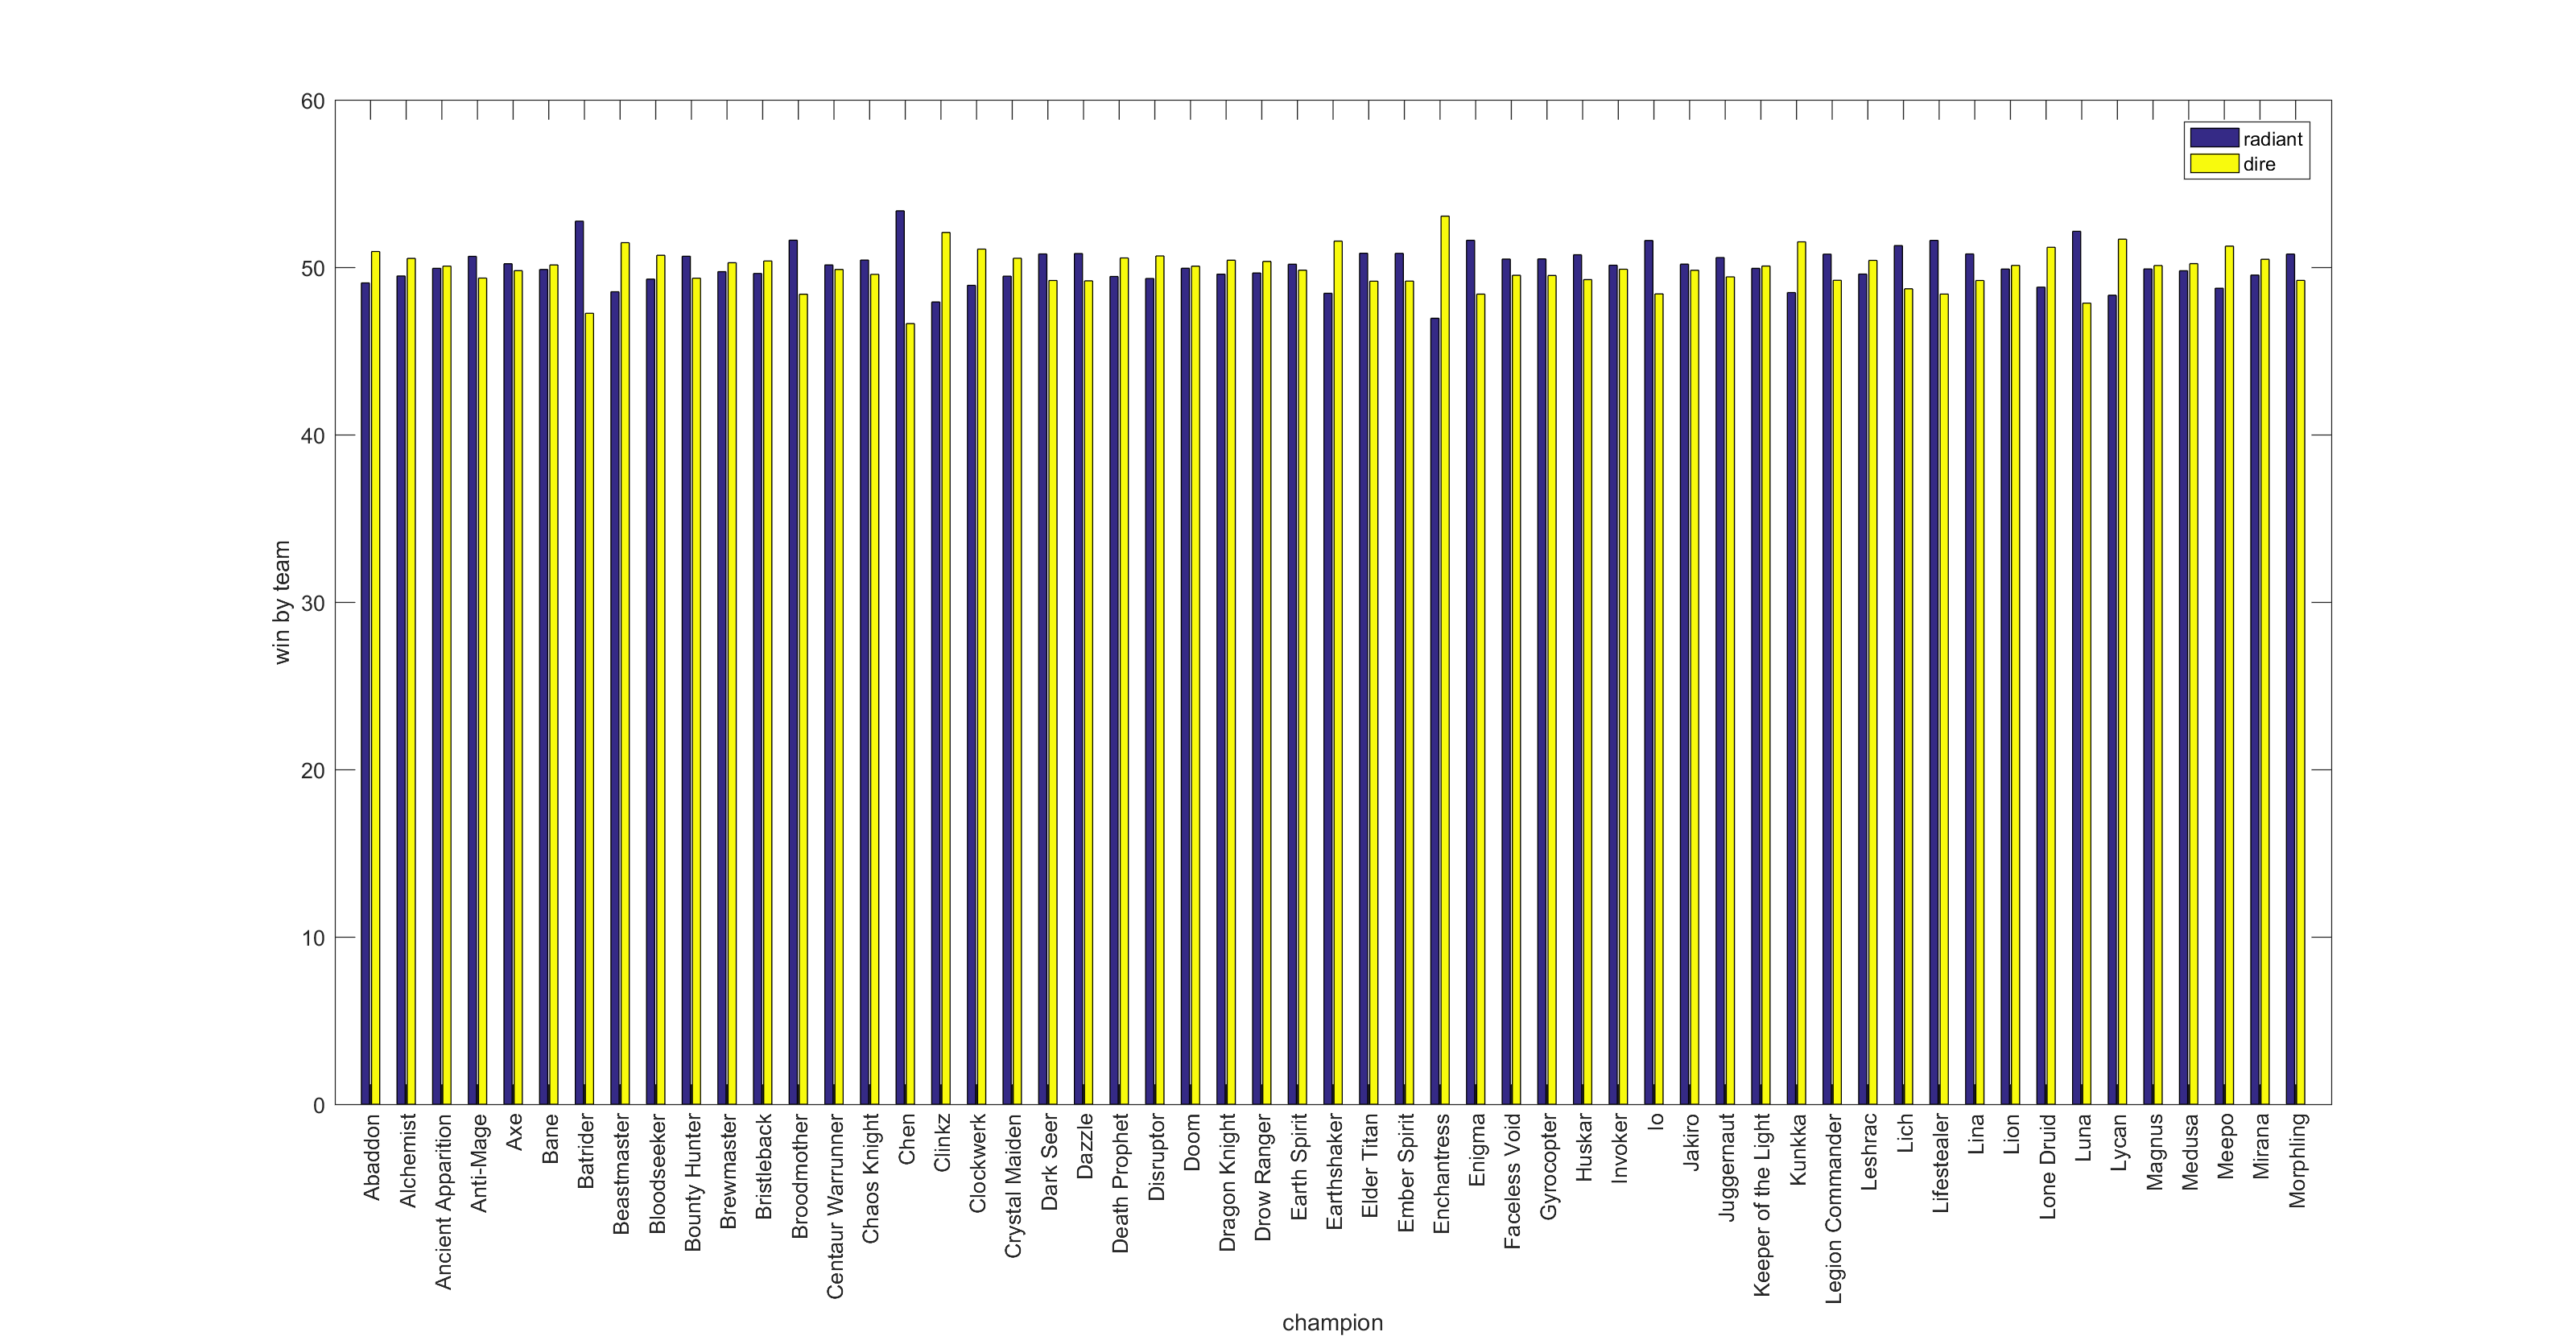 60
50
40
30
20
10
0
win by team
radiant
dire
Abaddon
Alchemist
Ancient Apparition
Anti-Mage
Axe
Bane
Batrider
Beastmaster
Bloodseeker
Bounty Hunter
Brewmaster
Bristleback
Broodmother
Centaur Warrunner
Chaos Knight
Chen
Clinkz
Clockwerk
Crystal Maiden
Dark Seer
Dazzle
Death Prophet
Disruptor
Doom
Dragon Knight
Drow Ranger
Earth Spirit
Earthshaker
Elder Titan
Ember Spirit
Enchantress
Enigma
Faceless Void
Gyrocopter
Huskar
Invoker
Io
Jakiro
Juggernaut
Keeper of the Light
Kunkka
Legion Commander
Leshrac
Lich
Lifestealer
Lina
Lion
Lone Druid
Luna
Lycan
Magnus
Medusa
Meepo
Mirana
Morphling
champion